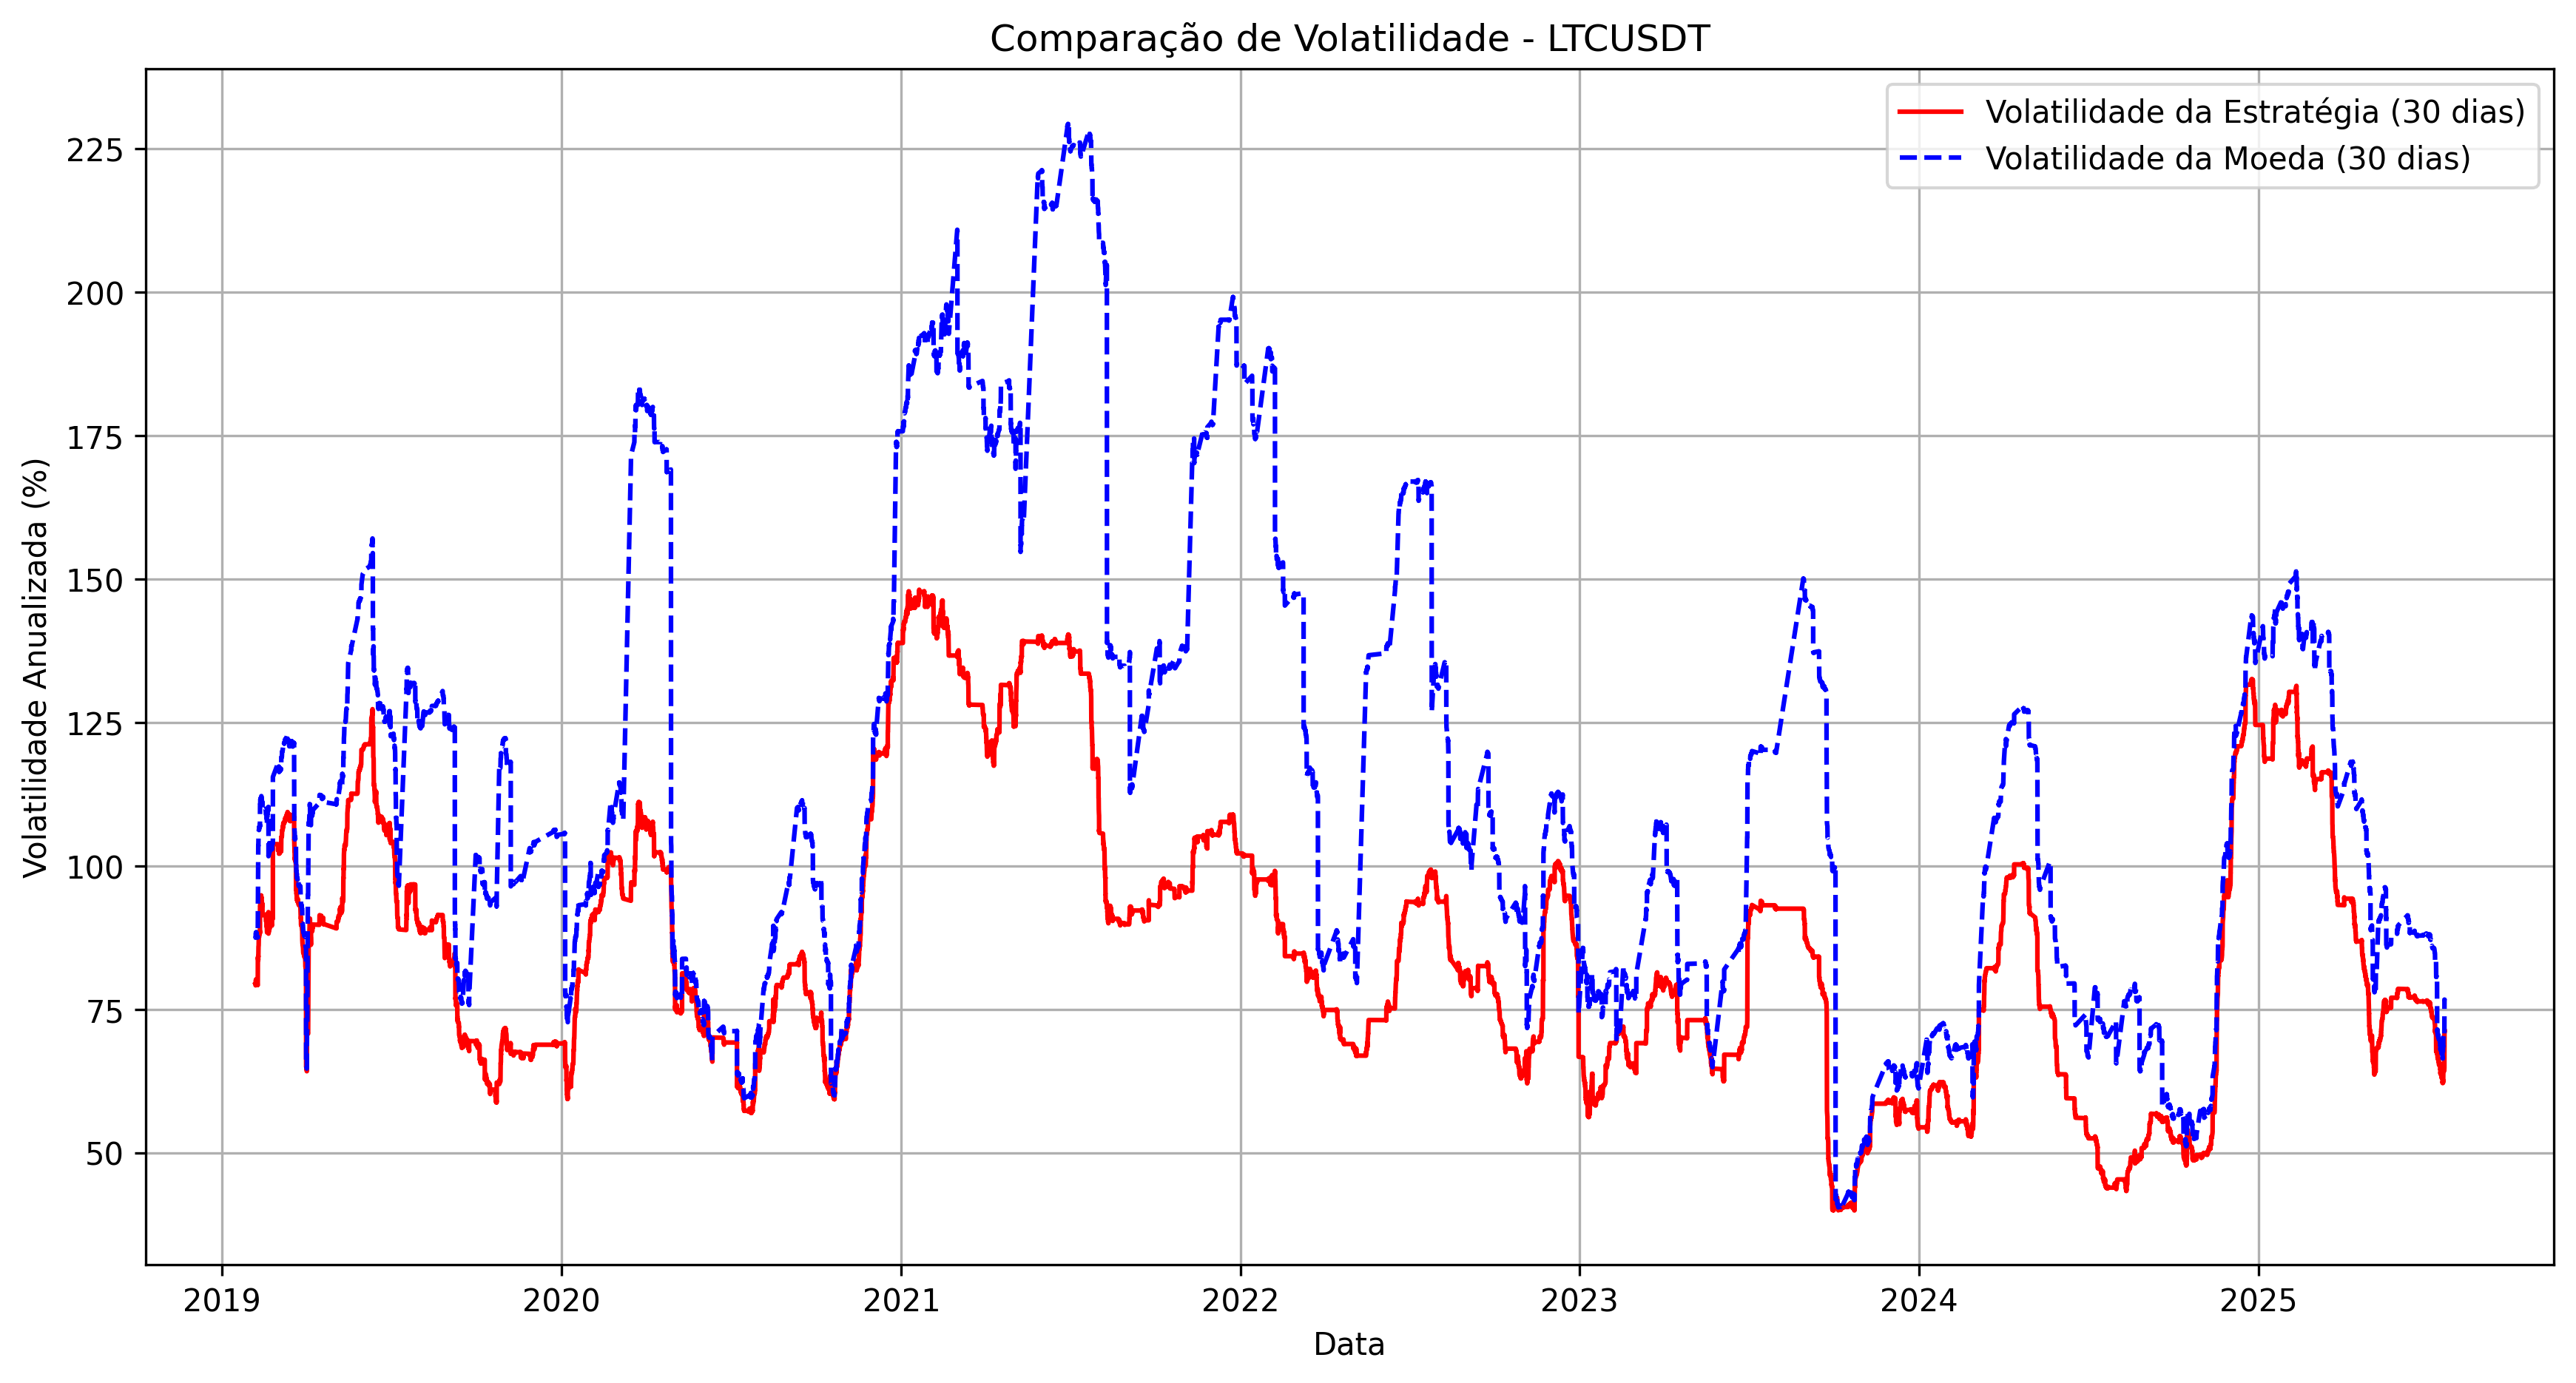 Comparação de Volatilidade - LTCUSDT
Volatilidade da Estratégia (30 dias)
Volatilidade da Moeda (30 dias)
Volatilidade Anualizada (%)
225
200
175
150
125
100
75
50
2019 2020 2021 2022 2023 2024 2025
Data